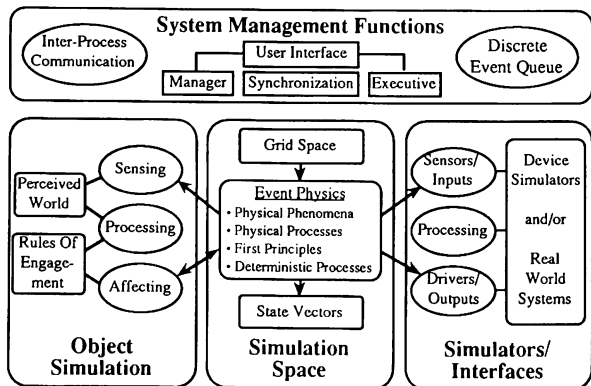 System Management Functions
Inter-Process
Communication
User Interface
Manager
Synchronization
Executive
Discrete
Event Queue
Sensing
Perceived
World
Processing
Rules Of
Engage-
ment
Affecting
Object
Simulation
Grid Space
Event Physics
• Physical Phenomena
• Physical Processes
• First Principles
• Deterministic Processes
State Vectors
Simulation
Space
Sensors/
Inputs
Processing
Drivers/
Outputs
Device
Simulators
and/or
Real
World
Systems
Simulators/
Interfaces